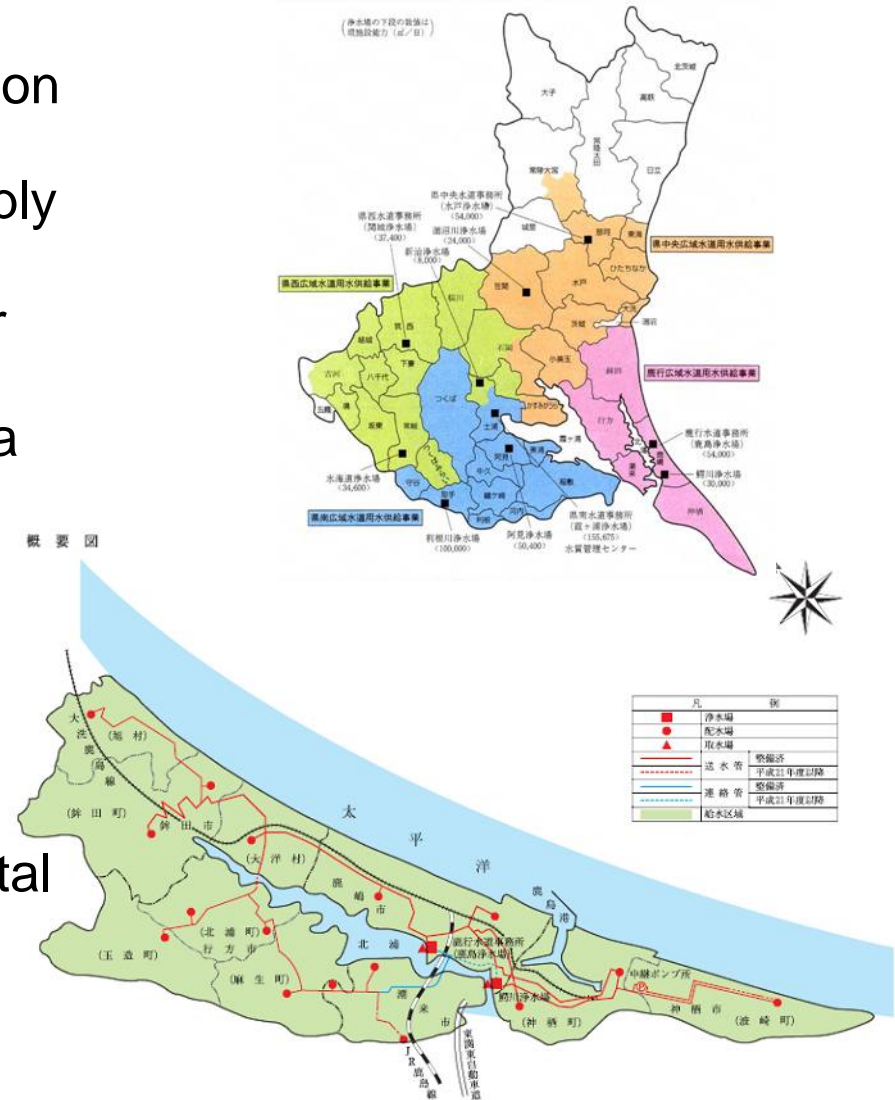 on
ply
r
a
tal
浄水場の下段の数値は
現施設能力（㎥／日）
北茨城
大子
高萩
常陸太田
日立
常陸大宮
県中央水道事務所
(水戸浄水場)
(54,000)
県西水道事務所
(関城浄水場)
(37,400)
涸沼川浄水場
(24,000)
新治浄水場
(8,000)
城里
那珂
東海
県中央広域水道用水供給事業
ひたちなか
県西広域水道用水供給事業
桜川
笠間
水戸
大洗
茨城
涸沼
筑西
結城
石岡
小美玉
下妻
古河
八千代
鉾田
鹿行広域水道用水供給事業
五霞
境
つくば
かすみがうら
坂東
常総
土浦
行方
霞ヶ浦
鹿行水道事務所
(鹿島浄水場)
(54,000)
阿見
美浦
牛久
潮来
鰐川浄水場
(30,000)
水海道浄水場
(34,600)
守谷
稲敷
取手
龍ケ崎
神栖
県南広域水道用水供給事業
利根
河内
利根川浄水場
(100,000)
阿見浄水場
(50,400)
県南水道事務所
(霞ヶ浦浄水場)
(155,675)
水質管理センター
概要図
凡例
浄水場
配水場
取水場
送水管
整備済
平成21年度以降
連絡管
整備済
平成21年度以降
給水区域
大洗鹿島線
(旭村)
(鉾田町)
鉾田市
太平洋
(大洋村)
鹿嶋市
鹿島港
(北浦町)
行方市
(玉造町)
北浦
鹿行水道事務所
(鹿島浄水場)
(麻生町)
中継ポンプ所
P
鰐川浄水場
潮来市
(神栖町)
神栖市
(波崎町)
JR鹿島線
東関東自動車道